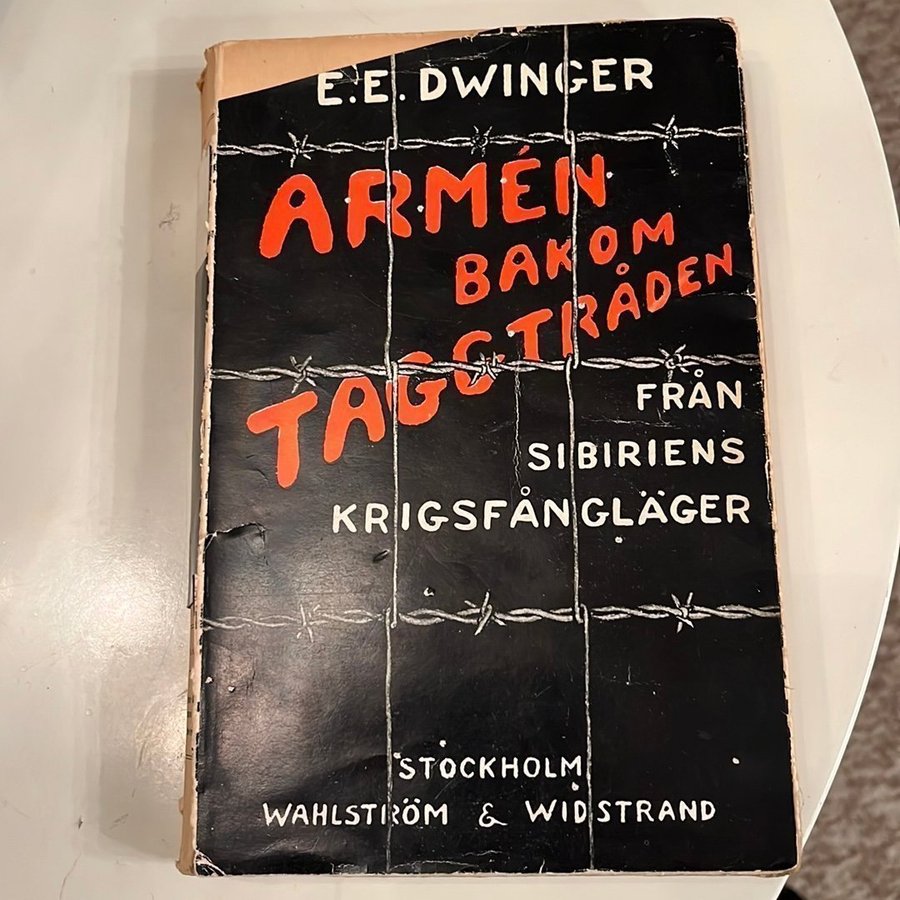 E.E. DWINGER
ARMÉN
BAKOM
TAGGTRÅDEN
FRÅN
SIBIRIENS
KRIGSFÅNGLÄGER
STOCKHOLM
WAHLSTRÖM & WIDSTRAND